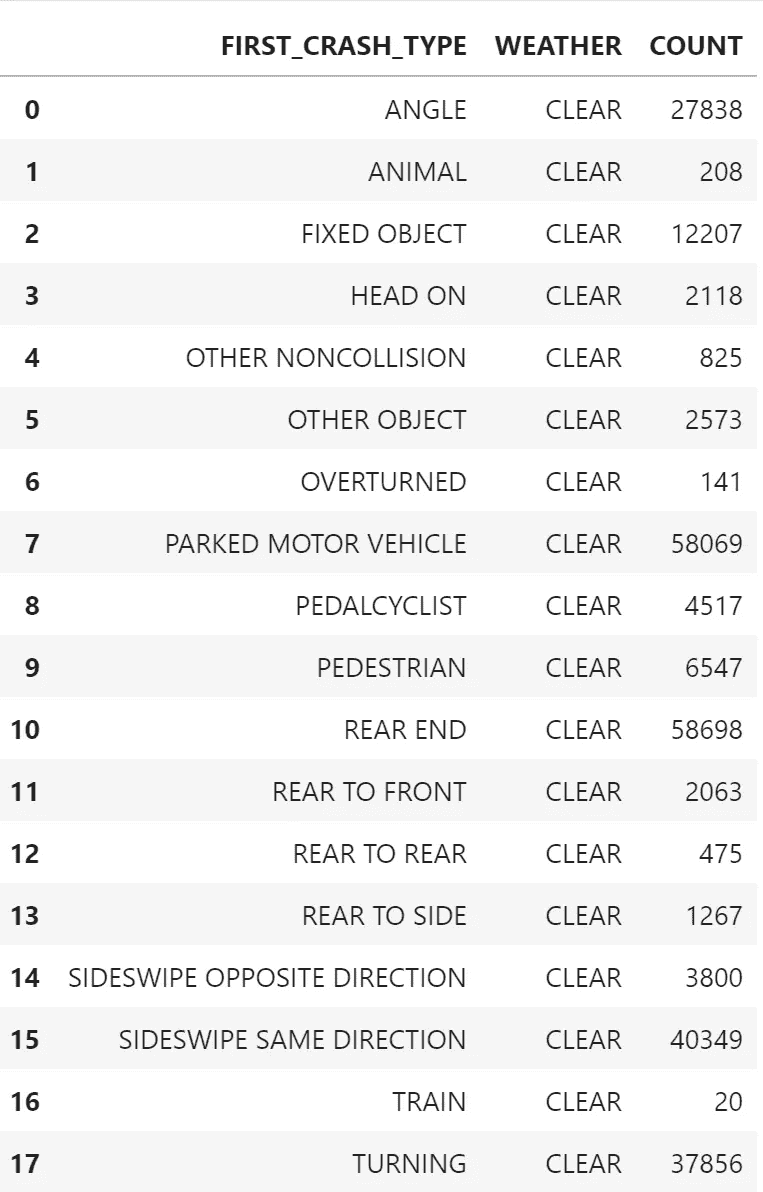 FIRST_CRASH_TYPE WEATHER COUNT
0 ANGLE CLEAR 27838
1 ANIMAL CLEAR 208
2 FIXED OBJECT CLEAR 12207
3 HEAD ON CLEAR 2118
4 OTHER NONCOLLISION CLEAR 825
5 OTHER OBJECT CLEAR 2573
6 OVERTURNED CLEAR 141
7 PARKED MOTOR VEHICLE CLEAR 58069
8 PEDALCYCLIST CLEAR 4517
9 PEDESTRIAN CLEAR 6547
10 REAR END CLEAR 58698
11 REAR TO FRONT CLEAR 2063
12 REAR TO REAR CLEAR 475
13 REAR TO SIDE CLEAR 1267
14 SIDESWIPE OPPOSITE DIRECTION CLEAR 3800
15 SIDESWIPE SAME DIRECTION CLEAR 40349
16 TRAIN CLEAR 20
17 TURNING CLEAR 37856